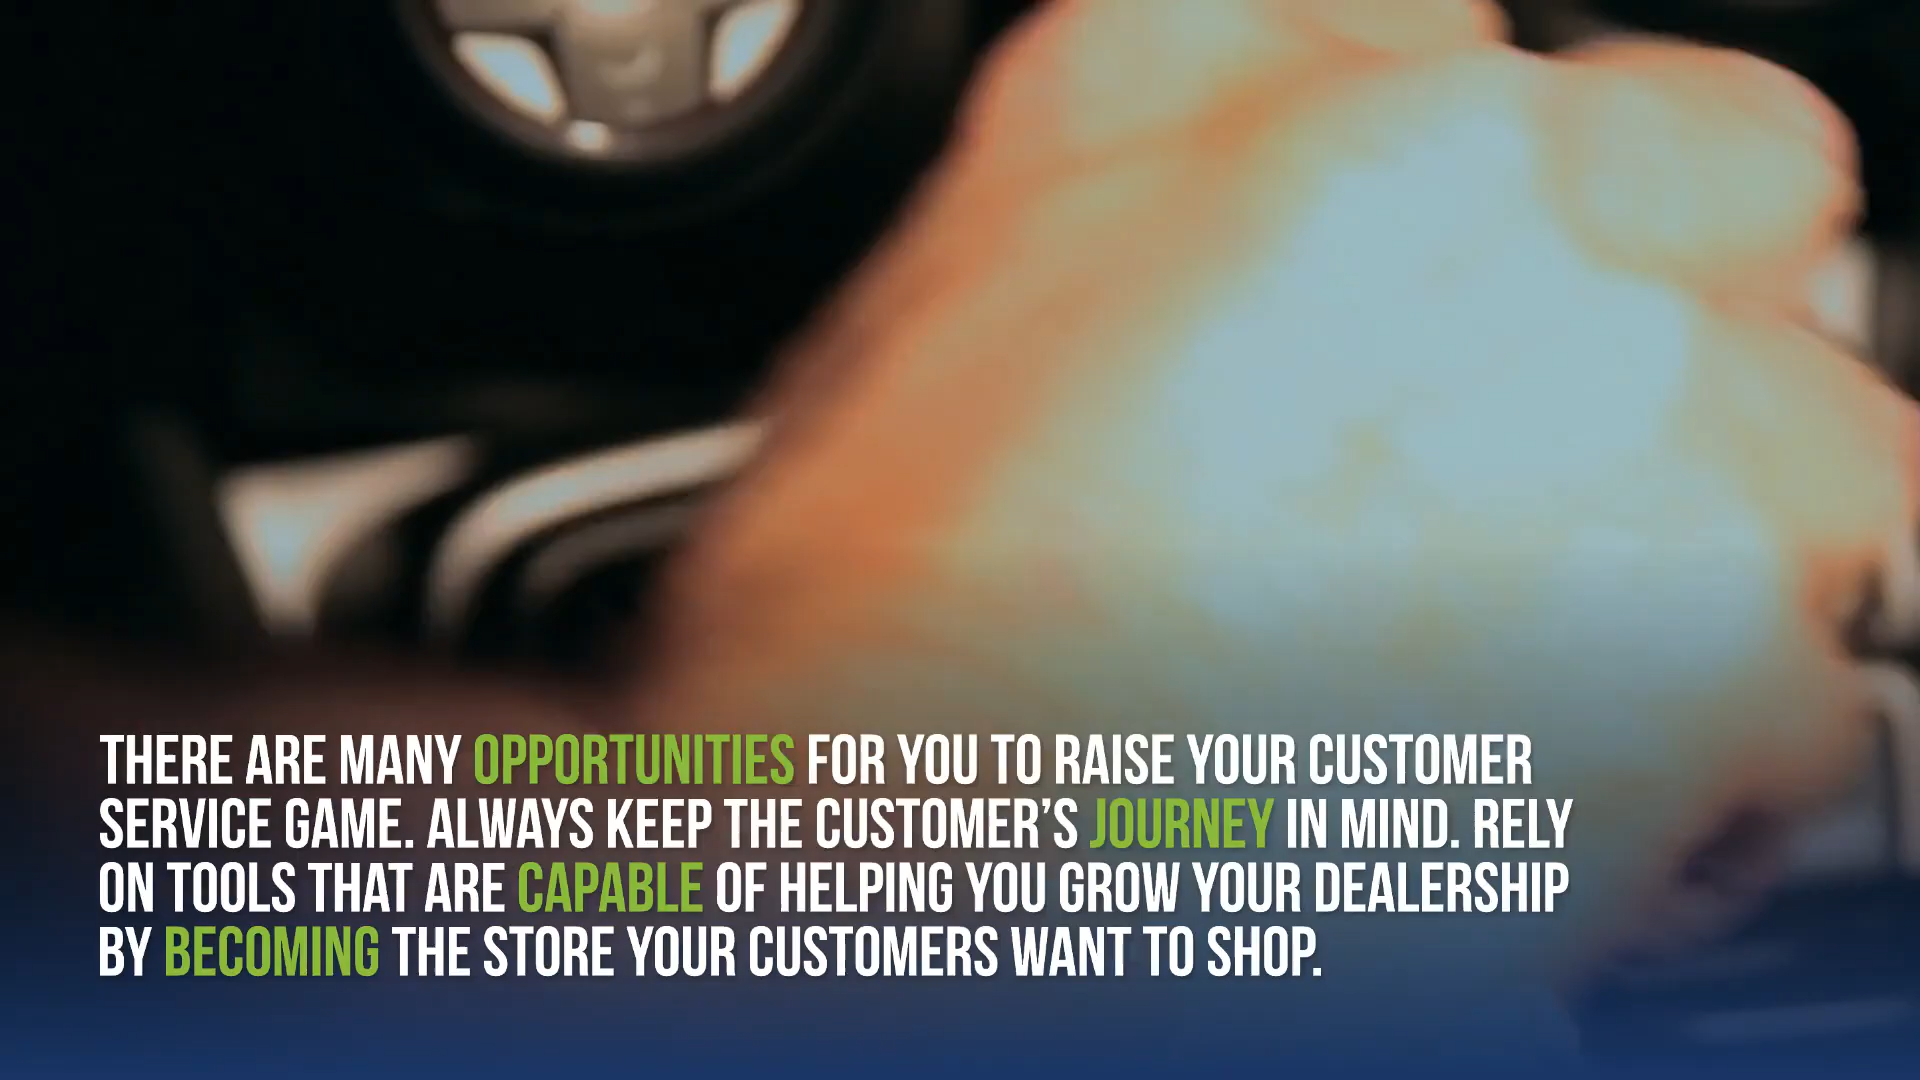 THERE ARE MANY OPPORTUNITIES FOR YOU TO RAISE YOUR CUSTOMER
SERVICE GAME. ALWAYS KEEP THE CUSTOMER’S JOURNEY IN MIND. RELY
ON TOOLS THAT ARE CAPABLE OF HELPING YOU GROW YOUR DEALERSHIP
BY BECOMING THE STORE YOUR CUSTOMERS WANT TO SHOP.